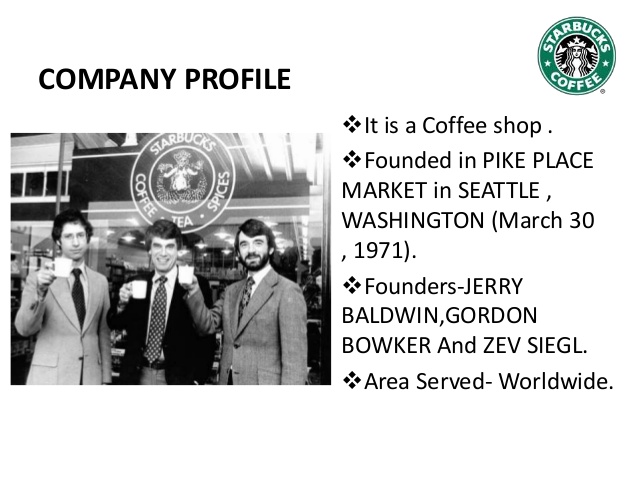 COMPANY PROFILE
STARBUCKS
COFFEE
®
STARBUCKS
COFFEE • TEA • SPICES
❖It is a Coffee shop .
❖Founded in PIKE PLACE
MARKET in SEATTLE ,
WASHINGTON (March 30
, 1971).
❖Founders-JERRY
BALDWIN,GORDON
BOWKER And ZEV SIEGL.
❖Area Served- Worldwide.